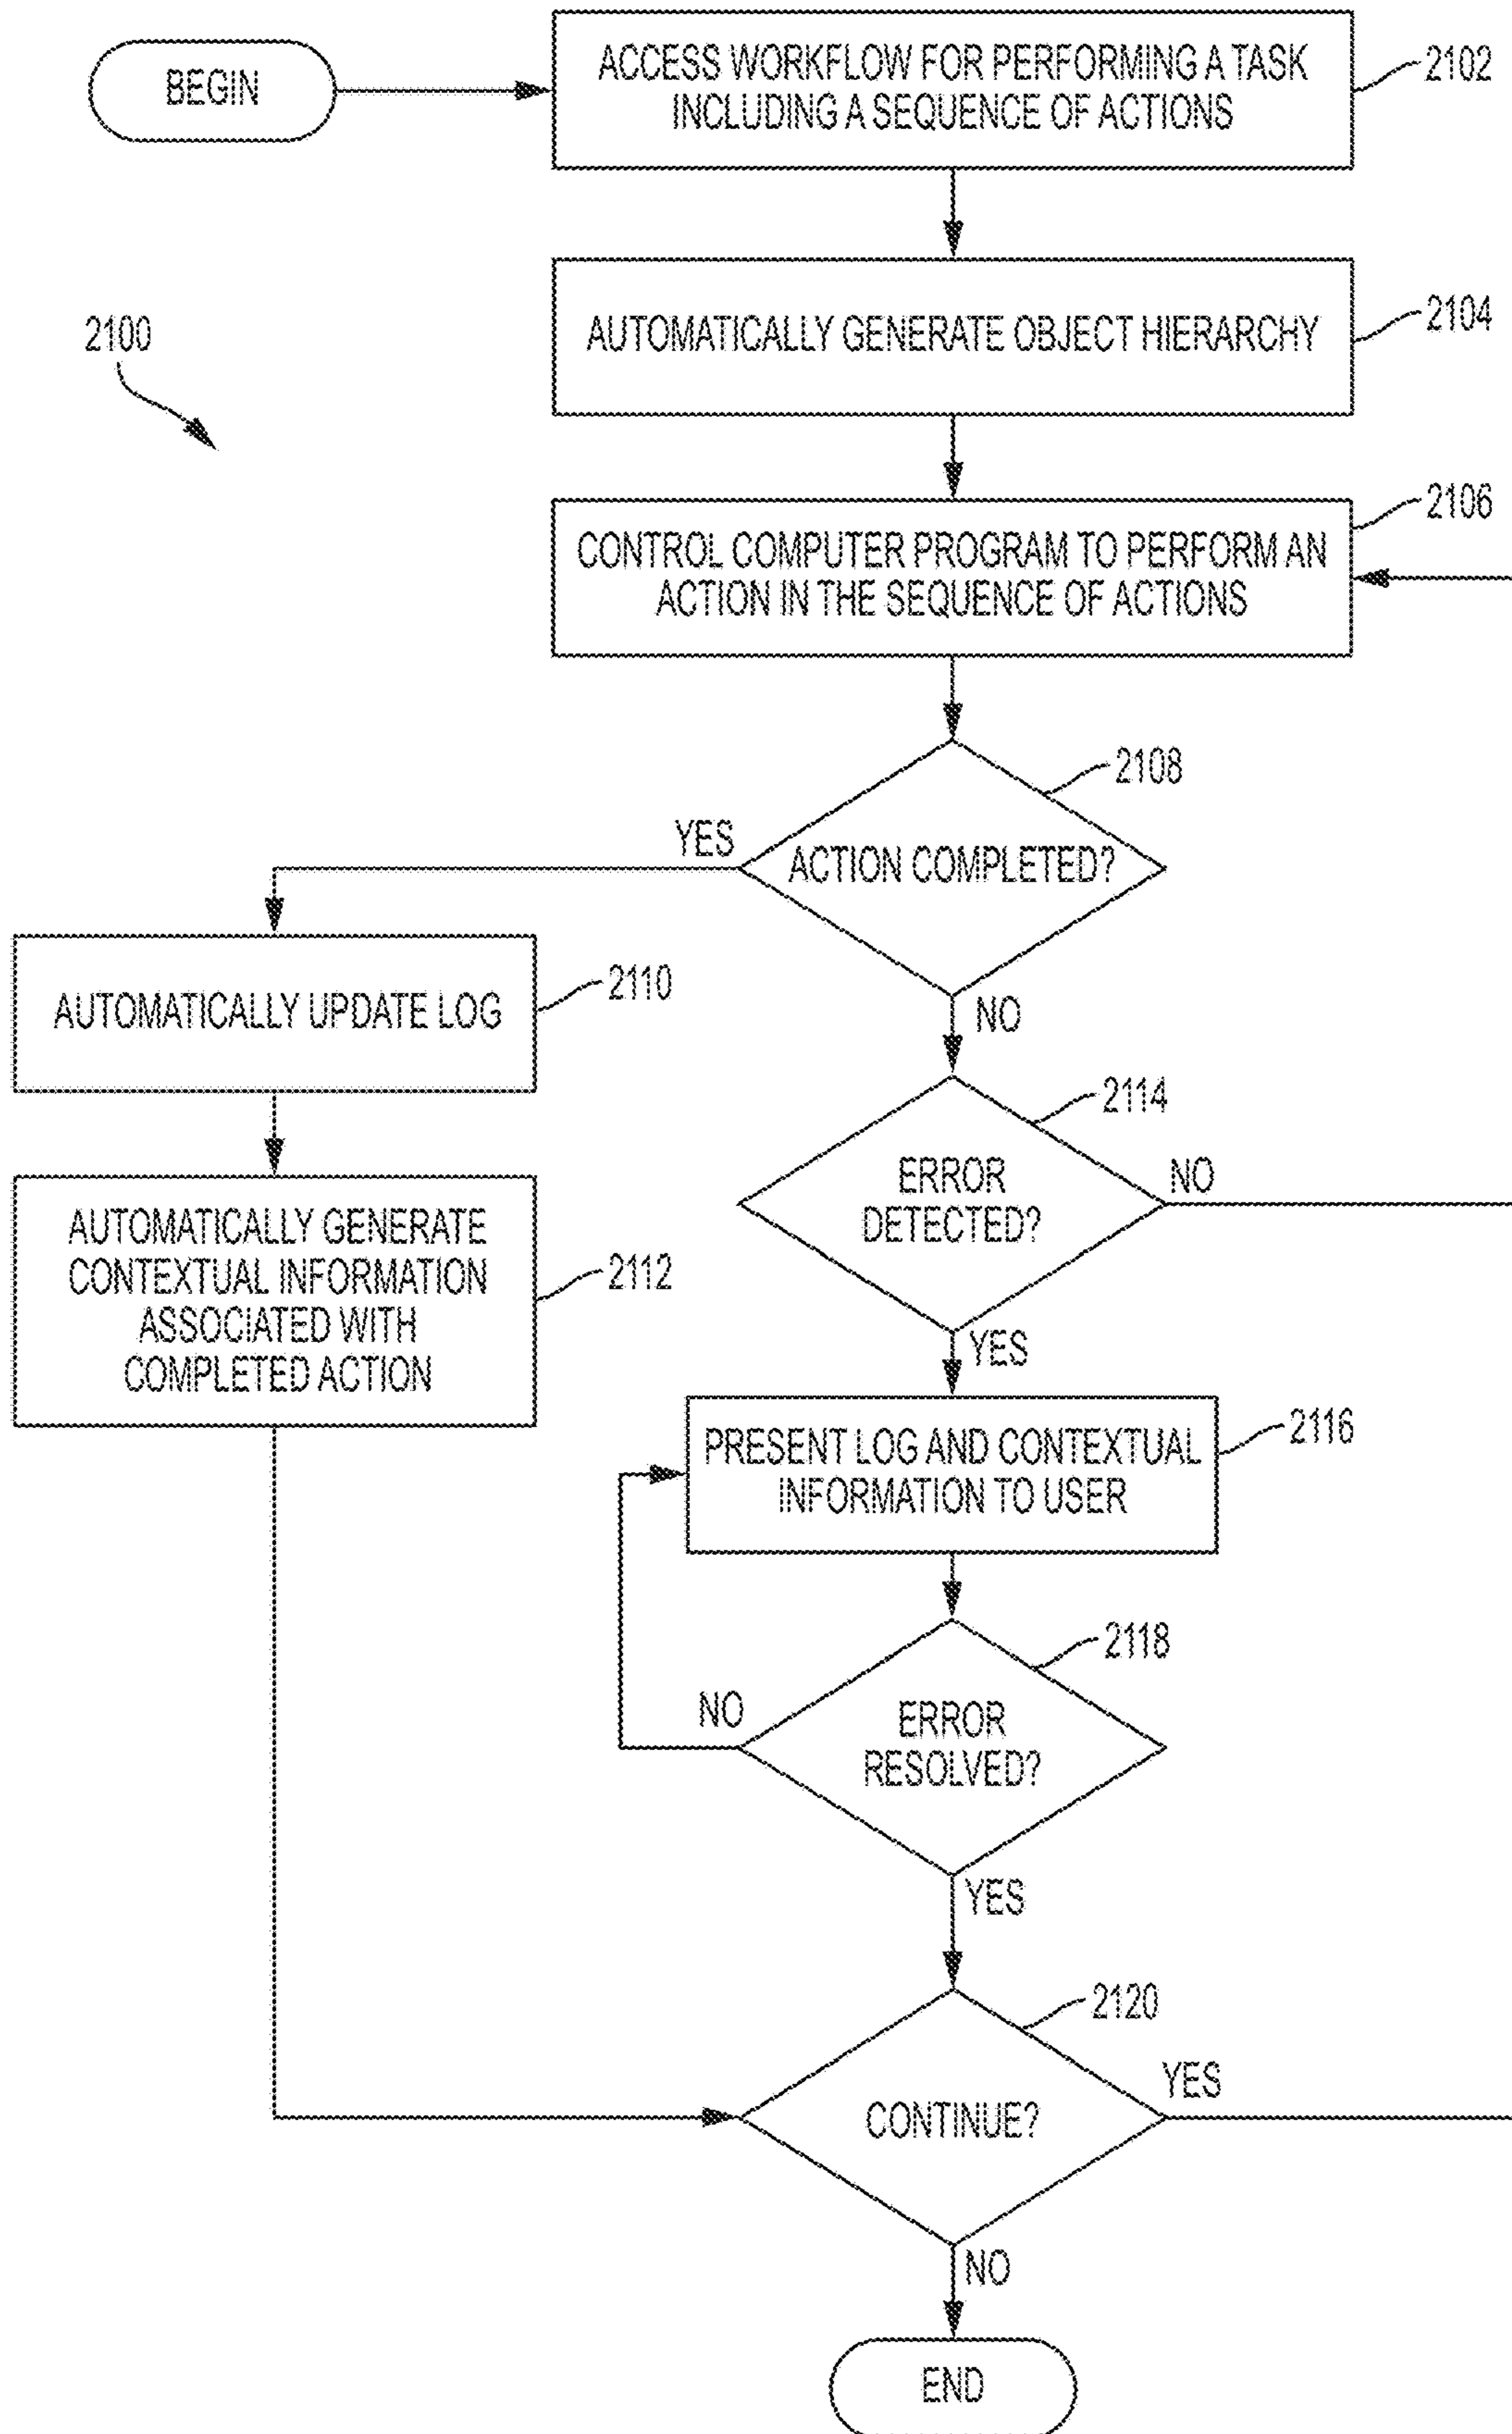 BEGIN
ACCESS WORKFLOW FOR PERFORMING A TASK
INCLUDING A SEQUENCE OF ACTIONS
2102
2100
AUTOMATICALLY GENERATE OBJECT HIERARCHY
2104
CONTROL COMPUTER PROGRAM TO PERFORM AN
ACTION IN THE SEQUENCE OF ACTIONS
2106
ACTION COMPLETED?
2108
YES
NO
AUTOMATICALLY UPDATE LOG
2110
AUTOMATICALLY GENERATE
CONTEXTUAL INFORMATION
ASSOCIATED WITH
COMPLETED ACTION
2112
ERROR
DETECTED?
2114
NO
YES
PRESENT LOG AND CONTEXTUAL
INFORMATION TO USER
2116
ERROR
RESOLVED?
2118
NO
YES
CONTINUE?
2120
YES
NO
END